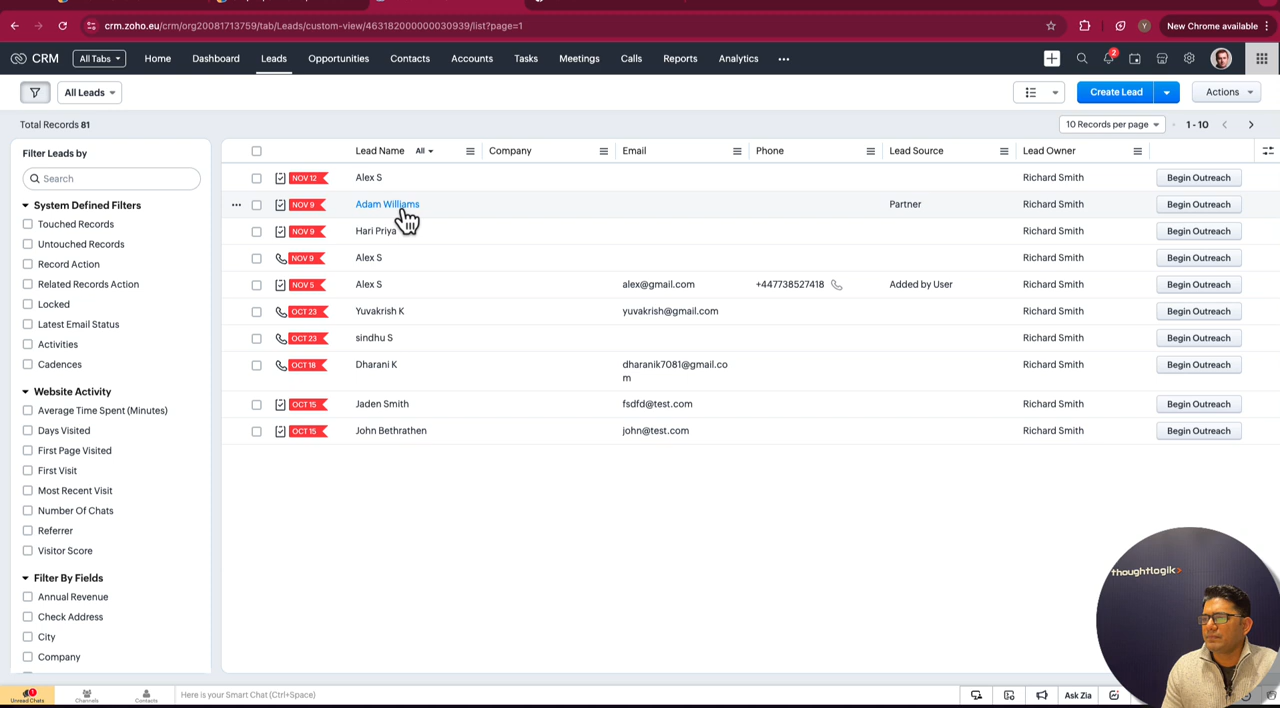 crm.zoho.eu/crm/org20081713759/tab/Leads/custom-view/463182000000030939/list?page=1
New Chrome available
Y
CRM
All Tabs
Home
Dashboard
Leads
Opportunities
Contacts
Accounts
Tasks
Meetings
Calls
Reports
Analytics
2
All Leads
Create Lead
Actions
Total Records 81
10 Records per page
1 - 10
Filter Leads by
Search
System Defined Filters
Touched Records
Untouched Records
Record Action
Related Records Action
Locked
Latest Email Status
Activities
Cadences
Website Activity
Average Time Spent (Minutes)
Days Visited
First Page Visited
First Visit
Most Recent Visit
Number Of Chats
Referrer
Visitor Score
Filter By Fields
Annual Revenue
Check Address
City
Company
Lead Name All Company Email Phone Lead Source Lead Owner
NOV 12 Alex S Richard Smith Begin Outreach
NOV 9 Adam Williams Partner Richard Smith Begin Outreach
NOV 9 Hari Priya Richard Smith Begin Outreach
NOV 9 Alex S Richard Smith Begin Outreach
NOV 5 Alex S alex@gmail.com +447738527418 Added by User Richard Smith Begin Outreach
OCT 23 Yuvakrish K yuvakrish@gmail.com Richard Smith Begin Outreach
OCT 23 sindhu S Richard Smith Begin Outreach
OCT 18 Dharani K dharanik7081@gmail.co Richard Smith Begin Outreach
m
OCT 15 Jaden Smith fsdfd@test.com Richard Smith Begin Outreach
OCT 15 John Bethrathen john@test.com Richard Smith Begin Outreach
thoughtlogik>
1
Unread Chats
Channels
Contacts
Here is your Smart Chat (Ctrl+Space)
Ask Zia